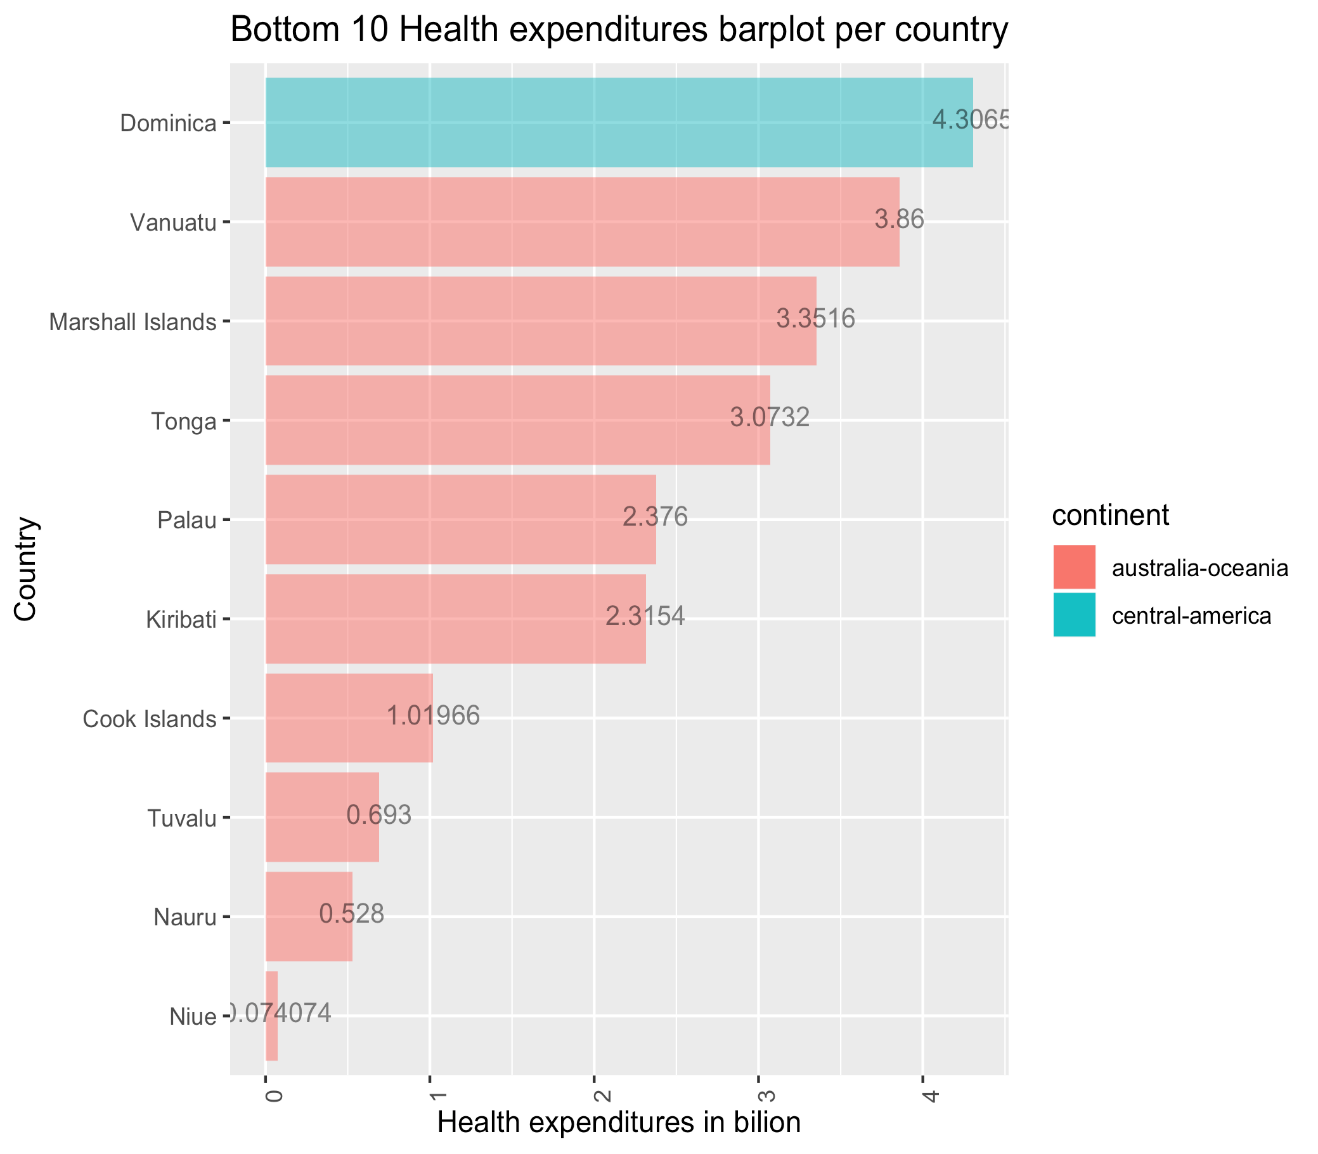 Bottom 10 Health expenditures barplot per country
Dominica
4.3065
Vanuatu
3.86
Marshall Islands
3.3516
Tonga
3.0732
Palau
2.376
Kiribati
2.3154
Cook Islands
1.01966
Tuvalu
0.693
Nauru
0.528
Niue
0.074074
0 1 2 3 4
Health expenditures in bilion
Country
continent
australia-oceania
central-america